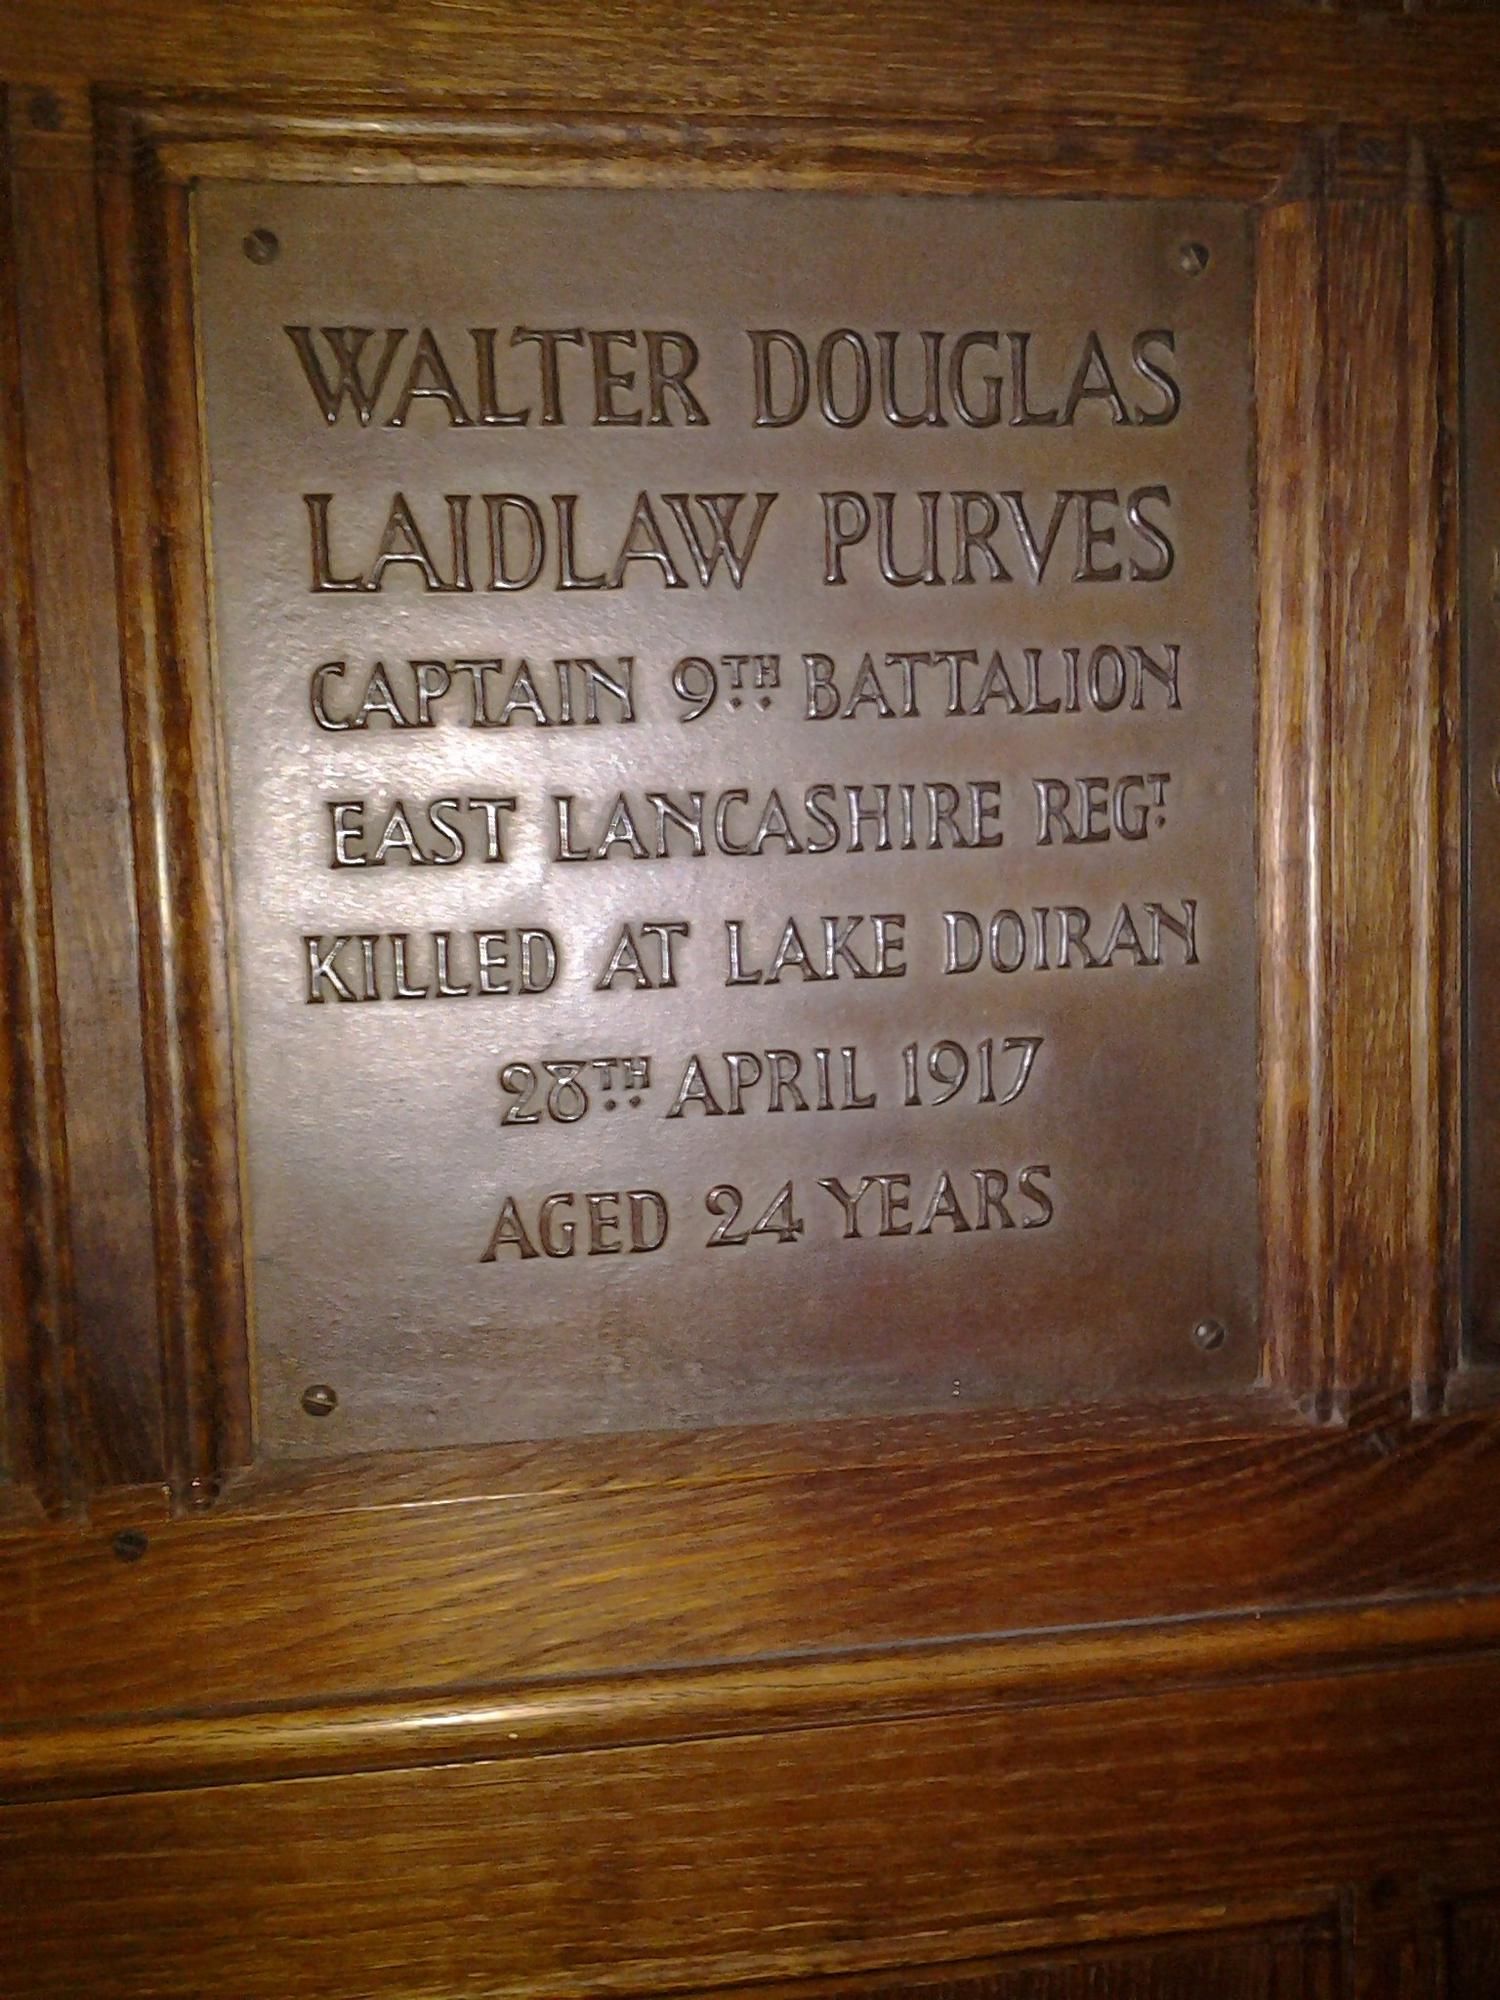 WALTER DOUGLAS
LAIDLAW PURVES
CAPTAIN 9TH BATTALION
EAST LANCASHIRE REGT
KILLED AT LAKE DOIRAN
28TH APRIL 1917
AGED 24 YEARS